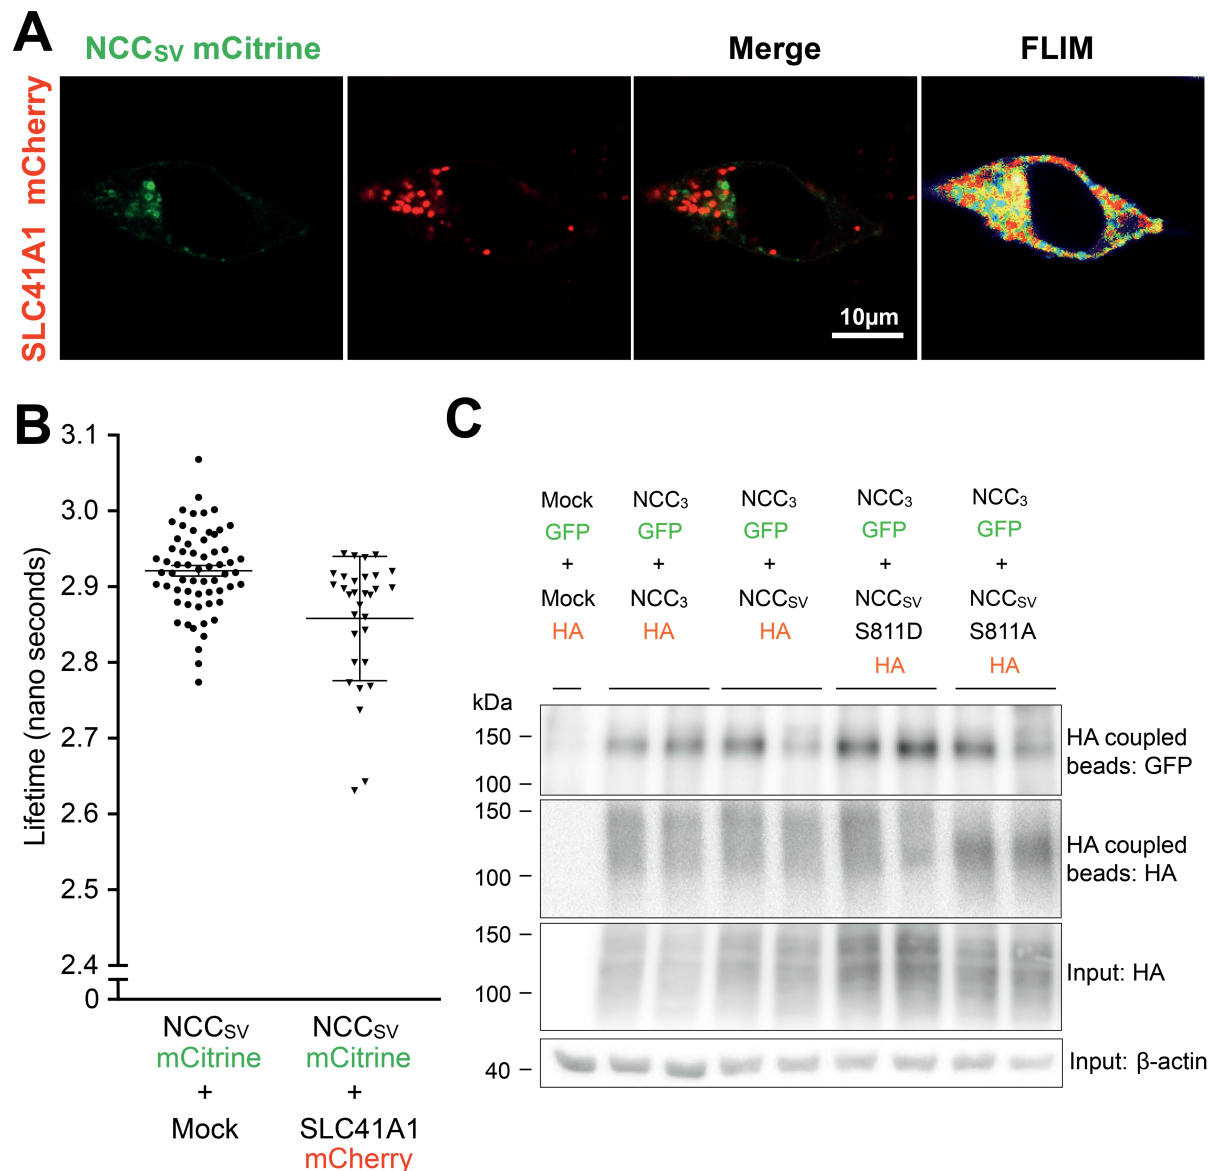 A
NCCSV mCitrine
Merge
FLIM
SLC41A1 mCherry
10µm
B
Lifetime (nano seconds)
3.1
3.0
2.9
2.8
2.7
2.6
2.5
2.4
0
NCCSV
mCitrine
+
Mock
NCCSV
mCitrine
+
SLC41A1
mCherry
C
Mock
GFP
+
Mock
HA
NCC3
GFP
+
NCC3
HA
NCC3
GFP
+
NCCSV
HA
NCC3
GFP
+
NCCSV
S811D
HA
NCC3
GFP
+
NCCSV
S811A
HA
kDa
150
100
HA coupled
beads: GFP
150
100
HA coupled
beads: HA
150
100
Input: HA
40
Input: β-actin